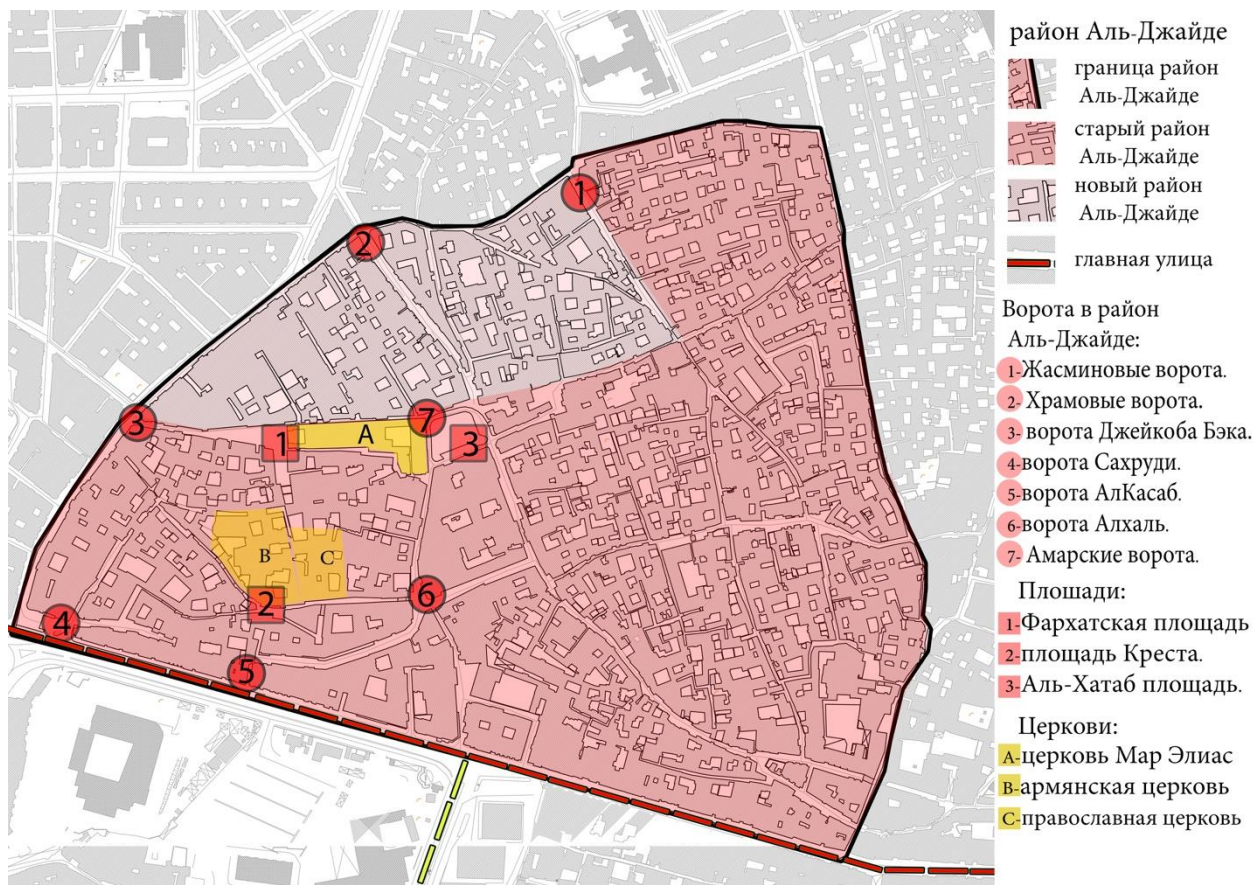 район Аль-Джайде
граница район
Аль-Джайде
старый район
Аль-Джайде
новый район
Аль-Джайде
главная улица
Ворота в район
Аль-Джайде:
1-Жасминовые ворота.
2- Храмовые ворота.
3- ворота Джейкоба Бэка.
4-ворота Сахруди.
5-ворота АлКасаб.
6-ворота Алхаль.
7- Амарские ворота.
Плошади:
1-Фархатская площадь
2-площадь Креста.
3-Аль-Хатаб площадь.
Церкови:
A-церковь Мар Элиас
B-армянская церковь
C-православная церковь
1
2
3
7
1
A
3
B
C
6
2
4
5